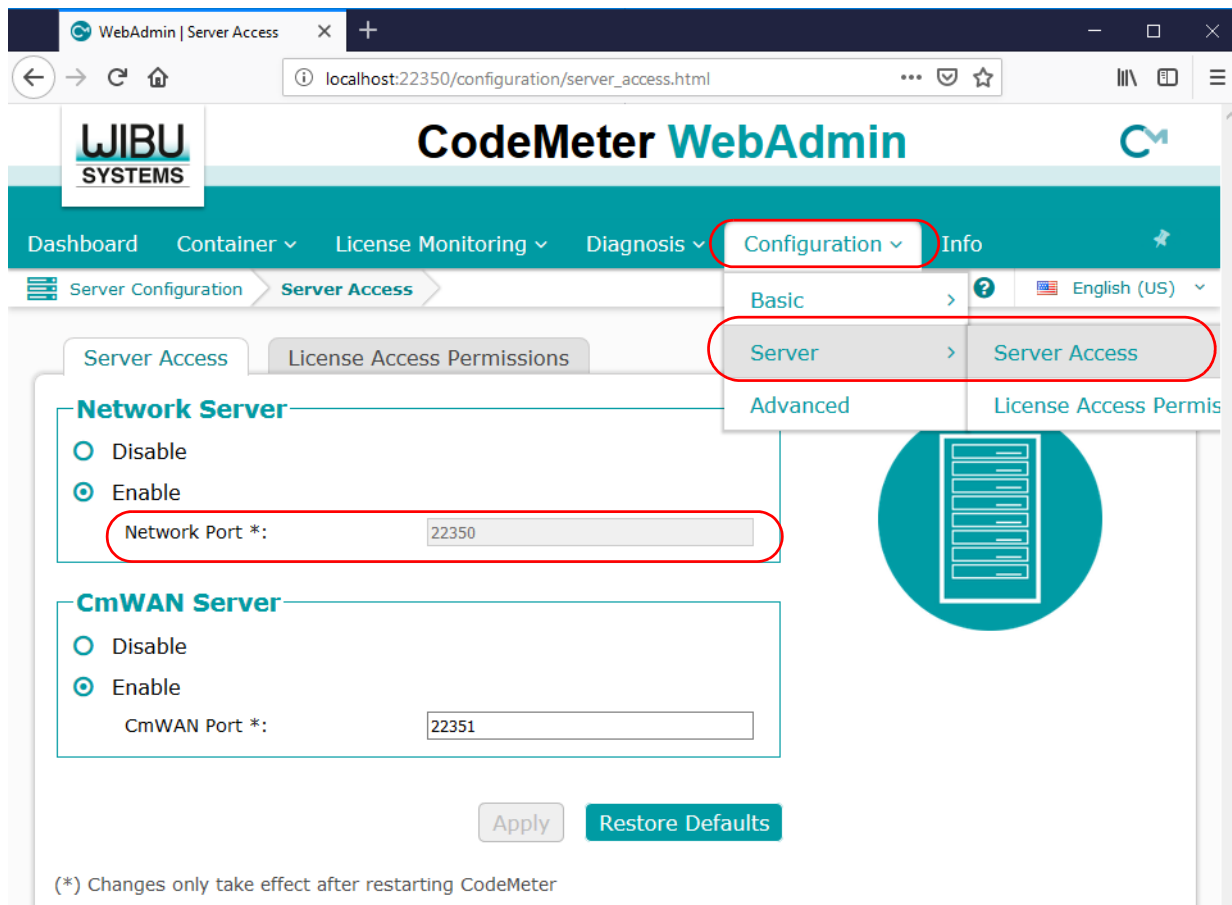 WebAdmin | Server Access
localhost:22350/configuration/server_access.html
WIBU
SYSTEMS
CodeMeter WebAdmin
Dashboard Container License Monitoring Diagnosis Configuration Info
Server Configuration Server Access
English (US)
Basic
Server Server Access
Advanced License Access Permis
Server Access License Access Permissions
Network Server
Disable
Enable
Network Port *: 22350
CmWAN Server
Disable
Enable
CmWAN Port *: 22351
Apply Restore Defaults
(*) Changes only take effect after restarting CodeMeter